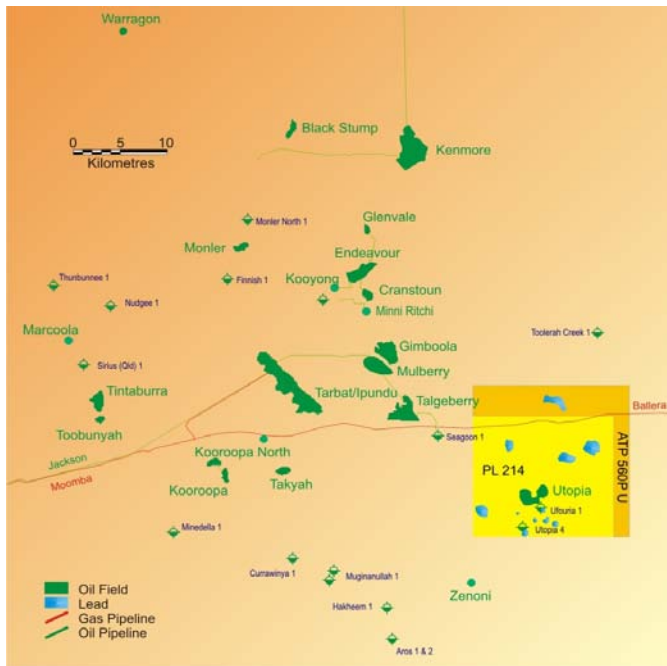 Warragon
Black Stump
Kenmore
0 5 10
Kilometres
Monler North 1
Glenvale
Monler
Endeavour
Thunbunnee 1
Finnish 1
Kooyong
Cranstoun
Nudgee 1
Minni Ritchi
Marcoola
Toolerah Creek 1
Gimboola
Sirius (Qld) 1
Mulberry
Tintaburra
Tarbat/Ipundu
Talgeberry
Ballera
Toobunyah
Seagoon 1
Kooroopa North
ATP 560P U
Jackson
Moomba
PL 214
Kooroopa
Takyah
Utopia
Ufouria 1
Minedella 1
Utopia 4
Currawinya 1
Muginanullah 1
Oil Field
Zenoni
Lead
Hakheem 1
Gas Pipeline
Oil Pipeline
Aros 1 & 2